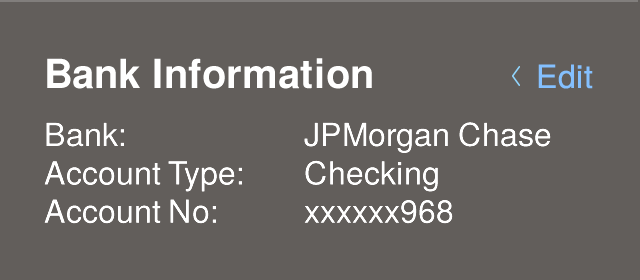 Bank Information
< Edit
Bank: JPMorgan Chase
Account Type: Checking
Account No: xxxxxx968